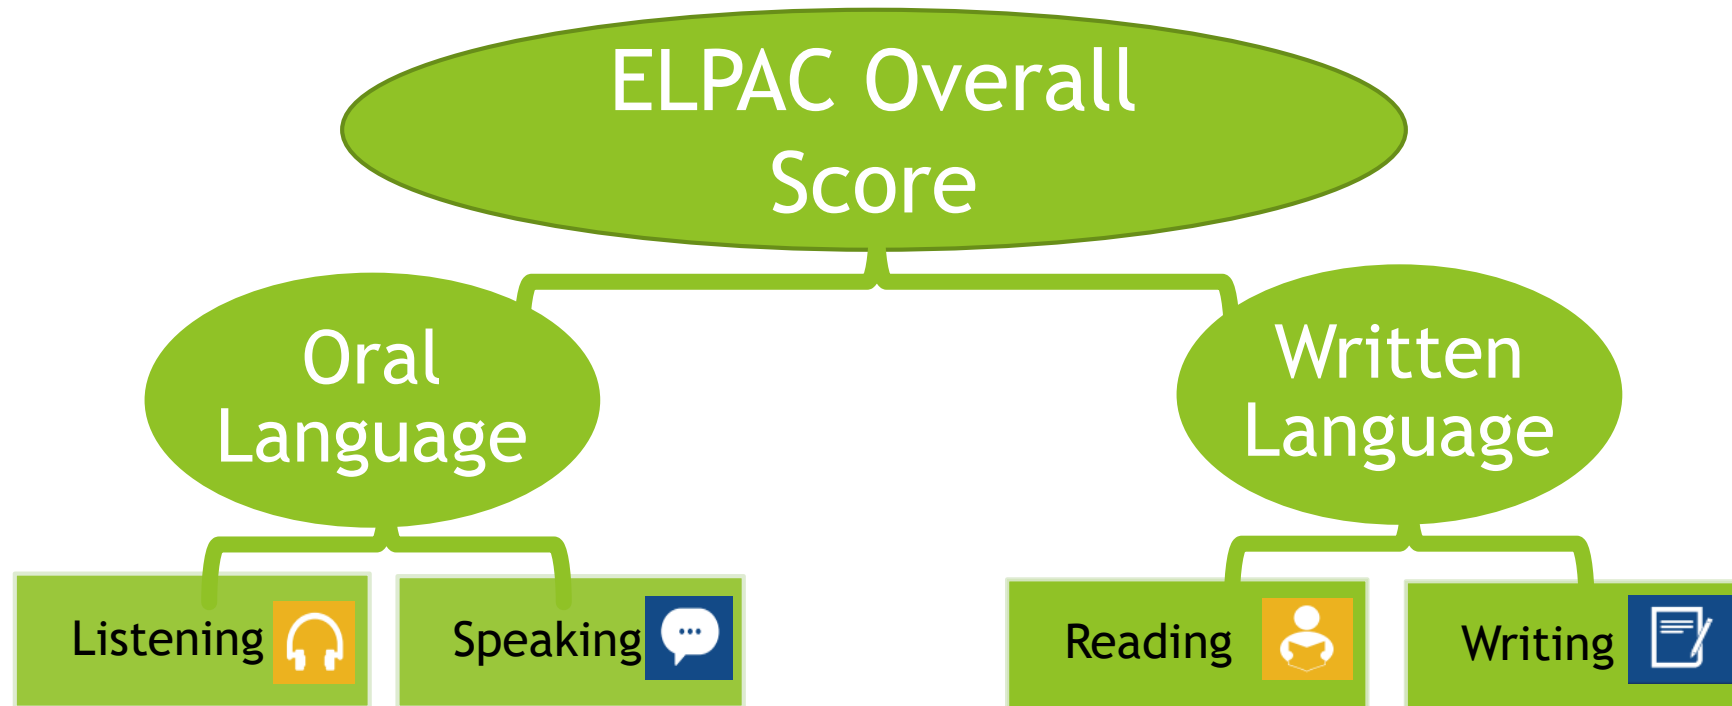 ELPAC Overall
Score
Oral
Language
Written
Language
Listening
Speaking
Reading
Writing